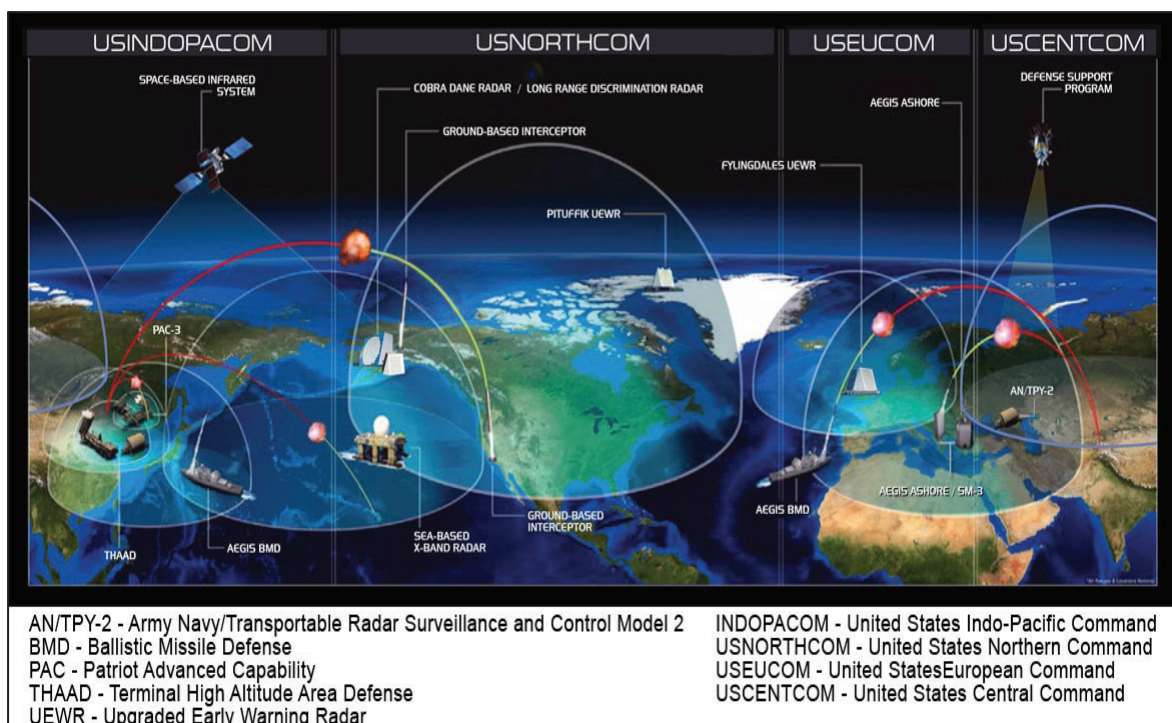 USINDOPACOM
USNORTHCOM
USEUCOM
USCENTCOM
SPACE-BASED INFRARED
SYSTEM
COBRA DANE RADAR / LONG RANGE DISCRIMINATION RADAR
GROUND-BASED INTERCEPTOR
DEFENSE SUPPORT
PROGRAM
AEGIS ASHORE
FYLINGDALES UEWR
PITUFFIK UEWR
PAC-3
AN/TPY-2
AEGIS ASHORE / SM-3
AEGIS BMD
GROUND-BASED
INTERCEPTOR
SEA-BASED
X-BAND RADAR
AEGIS BMD
THAAD
*All Ranges & Locations Notional
AN/TPY-2 - Army Navy/Transportable Radar Surveillance and Control Model 2
BMD - Ballistic Missile Defense
PAC - Patriot Advanced Capability
THAAD - Terminal High Altitude Area Defense
UEWR - Upgraded Early Warning Radar
INDOPACOM - United States Indo-Pacific Command
USNORTHCOM - United States Northern Command
USEUCOM - United StatesEuropean Command
USCENTCOM - United States Central Command